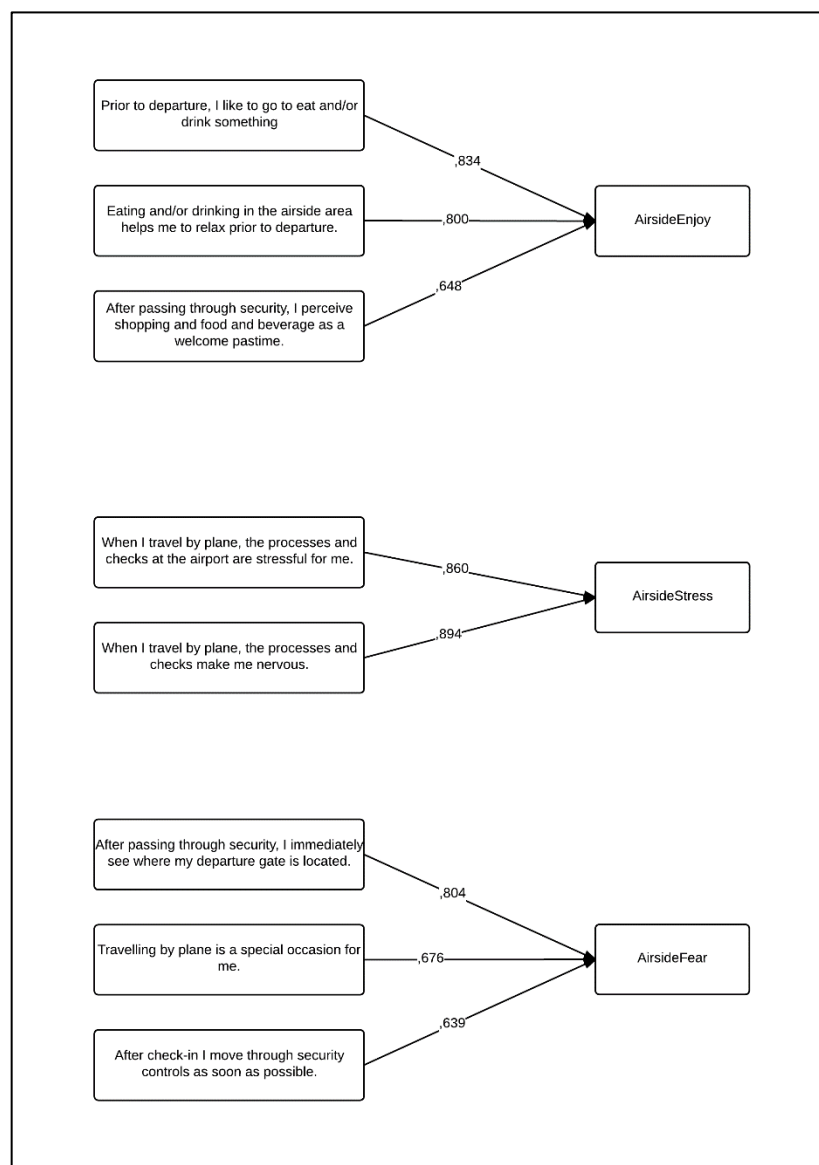 Prior to departure, I like to go to eat and/or
drink something
,834
Eating and/or drinking in the airside area
helps me to relax prior to departure.
,800
AirsideEnjoy
After passing through security, I perceive
shopping and food and beverage as a
welcome pastime.
,648
When I travel by plane, the processes and
checks at the airport are stressful for me.
,860
AirsideStress
When I travel by plane, the processes and
checks make me nervous.
,894
After passing through security, I immediately
see where my departure gate is located.
,804
Travelling by plane is a special occasion for
me.
,676
AirsideFear
After check-in I move through security
controls as soon as possible.
,639